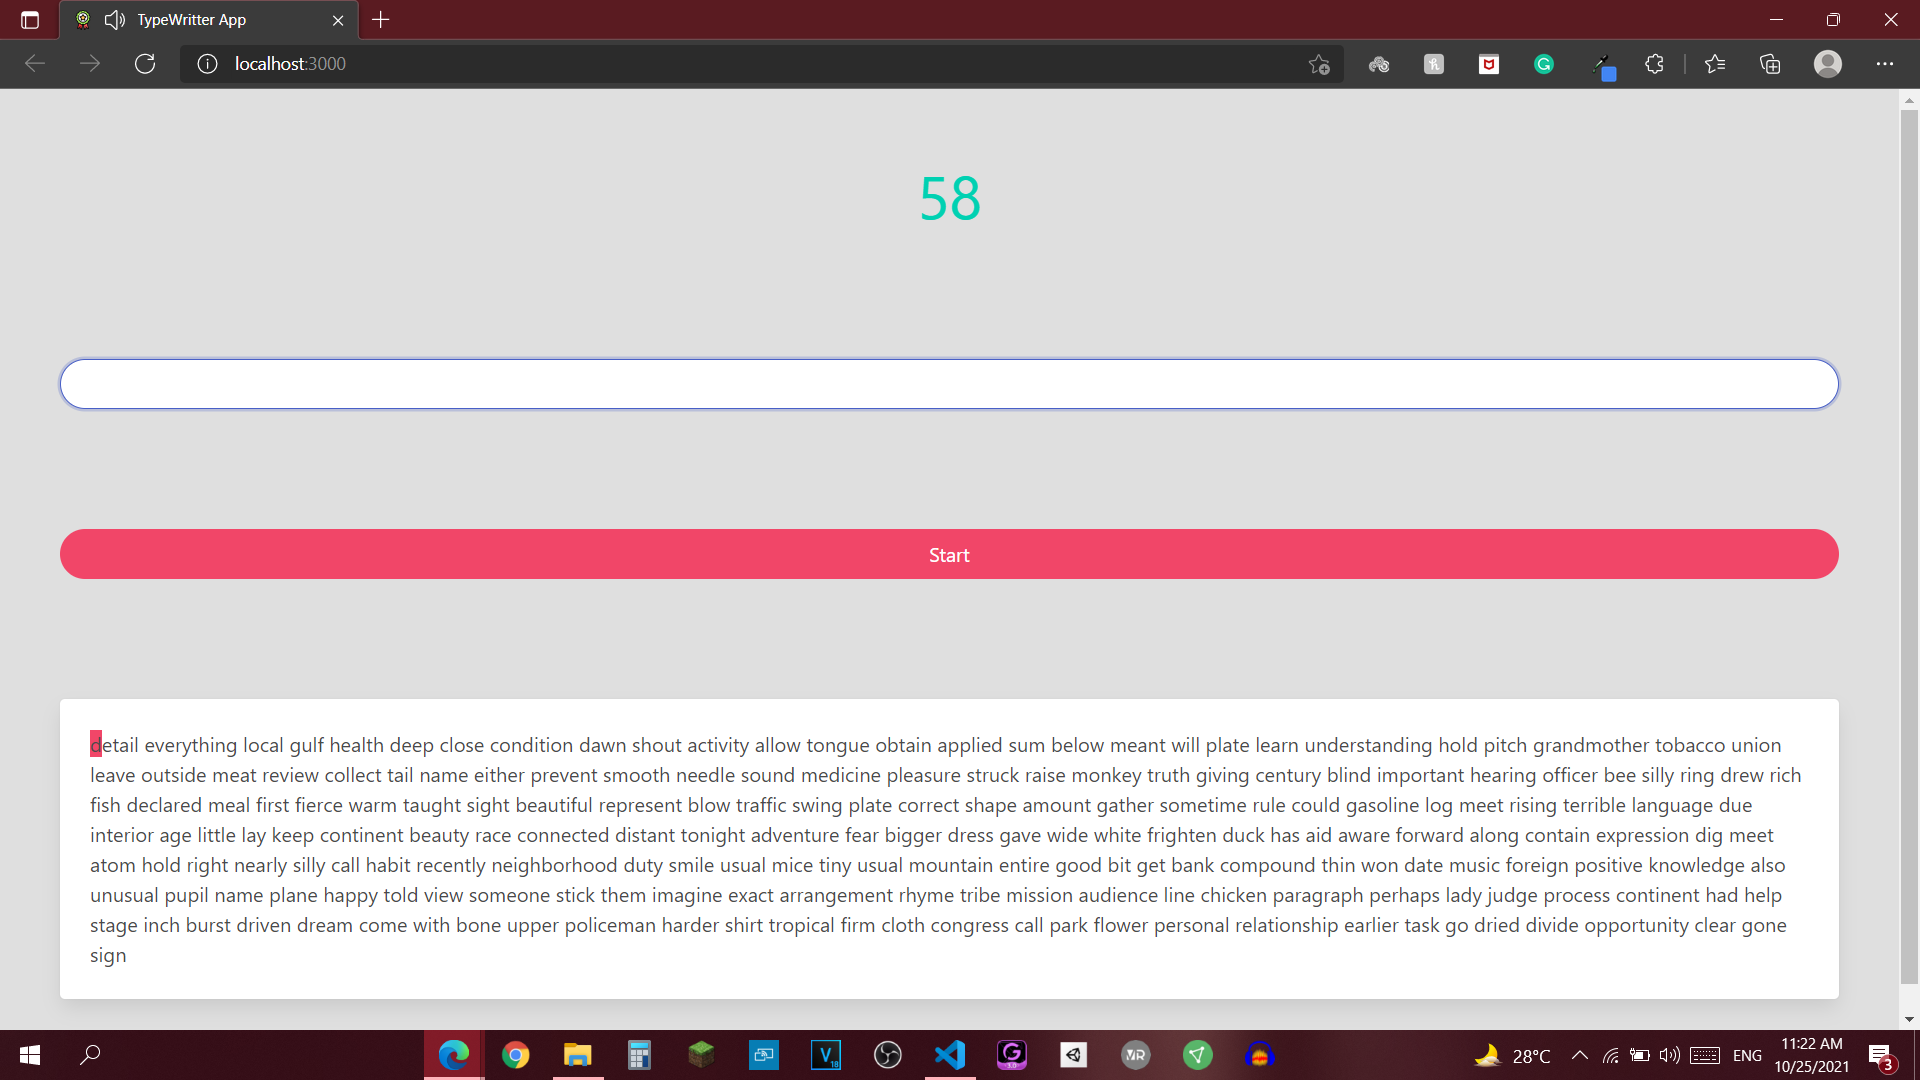 TypeWritter App
localhost:3000
58
Start
detail everything local gulf health deep close condition dawn shout activity allow tongue obtain applied sum below meant will plate learn understanding hold pitch grandmother tobacco union
leave outside meat review collect tail name either prevent smooth needle sound medicine pleasure struck raise monkey truth giving century blind important hearing officer bee silly ring drew rich
fish declared meal first fierce warm taught sight beautiful represent blow traffic swing plate correct shape amount gather sometime rule could gasoline log meet rising terrible language due
interior age little lay keep continent beauty race connected distant tonight adventure fear bigger dress gave wide white frighten duck has aid aware forward along contain expression dig meet
atom hold right nearly silly call habit recently neighborhood duty smile usual mice tiny usual mountain entire good bit get bank compound thin won date music foreign positive knowledge also
unusual pupil name plane happy told view someone stick them imagine exact arrangement rhyme tribe mission audience line chicken paragraph perhaps lady judge process continent had help
stage inch burst driven dream come with bone upper policeman harder shirt tropical firm cloth congress call park flower personal relationship earlier task go dried divide opportunity clear gone
sign
28°C
ENG
11:22 AM
10/25/2021
3